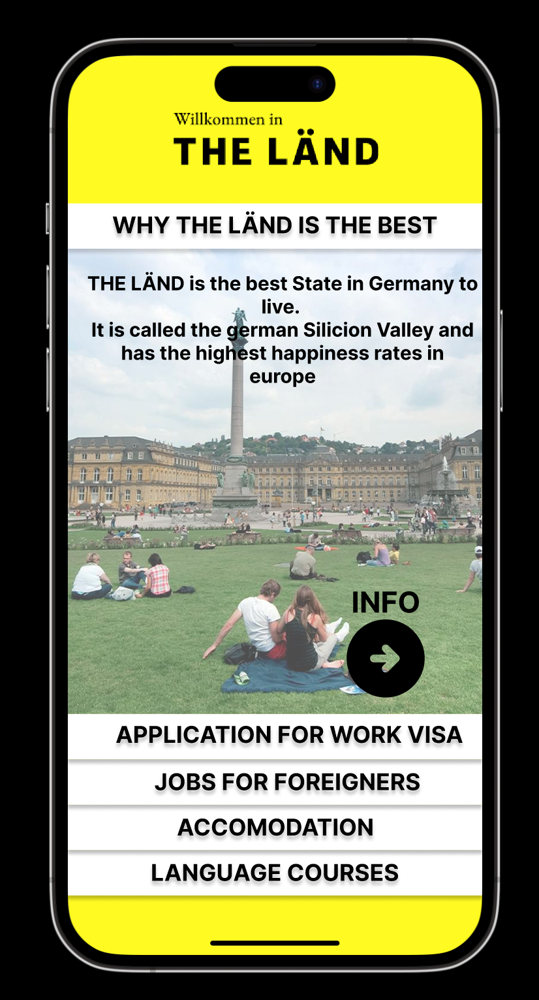 Willkommen in
THE LÄND
WHY THE LÄND IS THE BEST
THE LÄND is the best State in Germany to
live.
It is called the german Silicion Valley and
has the highest happiness rates in
europe
INFO
APPLICATION FOR WORK VISA
JOBS FOR FOREIGNERS
ACCOMODATION
LANGUAGE COURSES